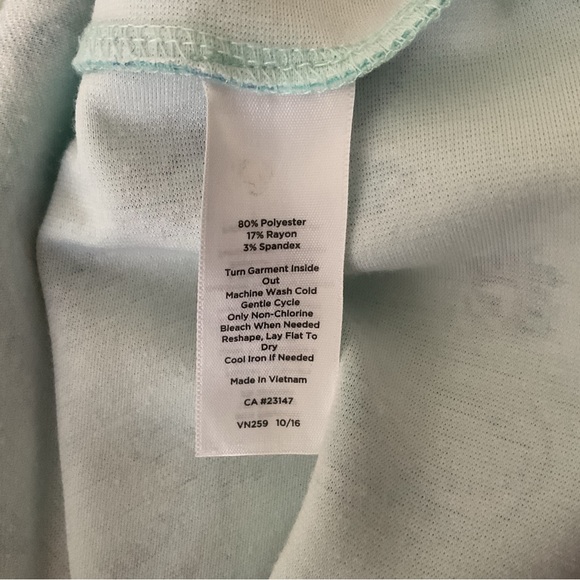 80% Polyester
17% Rayon
3% Spandex
Turn Garment Inside
Out
Machine Wash Cold
Gentle Cycle
Only Non-Chlorine
Bleach When Needed
Reshape, Lay Flat To
Dry
Cool Iron If Needed
Made In Vietnam
CA #23147
VN259 10/16